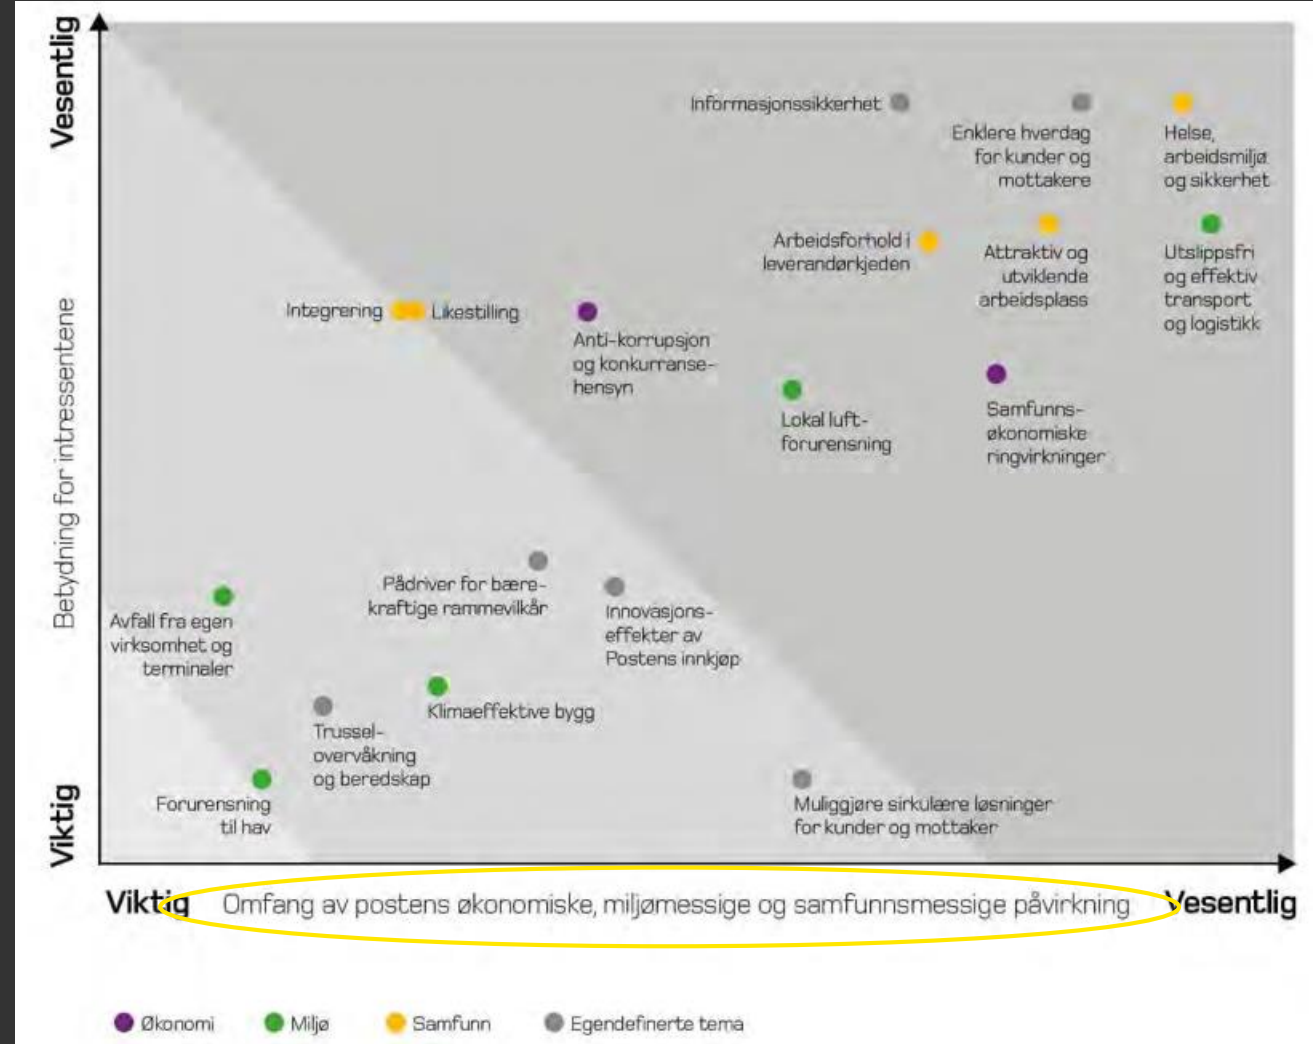 Vesentlig
Betydning for intressentene
Viktig
Informasjonssikkerhet
Enklere hverdag
for kunder og
mottakere
Helse,
arbeidsmiljø
og sikkerhet
Arbeidsforhold i
leverandørkjeden
Attraktiv og
utviklende
arbeidsplass
Utslippsfri
og effektiv
transport
og logistikk
Integrering
Likestilling
Anti-korrupsjon
og konkurranse-
hensyn
Lokal luft-
forurensning
Samfunns-
økonomiske
ringvirkninger
Pådriver for bære-
kraftige rammevilkår
Innovasjons-
effekter av
Postens innkjøp
Avfall fra egen
virksomhet og
terminaler
Klimaeffektive bygg
Trussel-
overvåkning
og beredskap
Forurensning
til hav
Muliggjøre sirkulære løsninger
for kunder og mottaker
Viktig Omfang av postens økonomiske, miljømessige og samfunnsmessige påvirkning Vesentlig
Økonomi Miljø Samfunn Egendefinerte tema